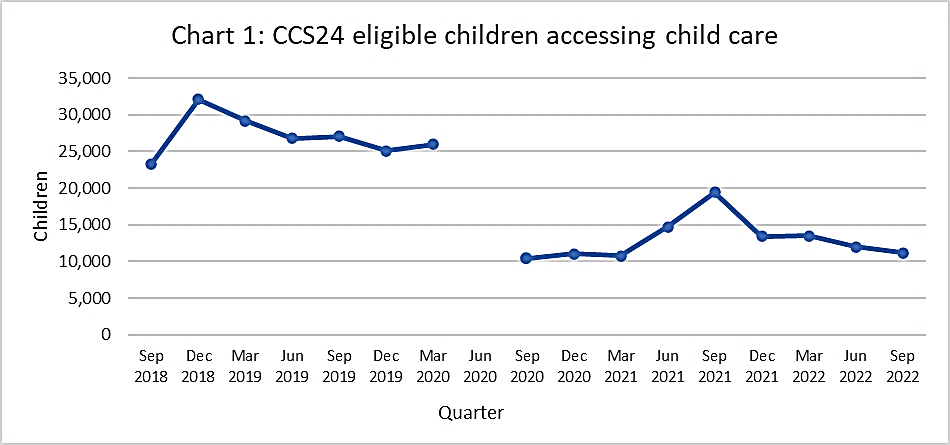 Chart 1: CCS24 eligible children accessing child care
35,000
30,000
25,000
20,000
15,000
10,000
5,000
0
Children
Sep Dec Mar Jun Sep Dec Mar Jun Sep Dec Mar Jun Sep Dec Mar Jun Sep
2018 2018 2019 2019 2019 2019 2020 2020 2020 2020 2021 2021 2021 2021 2022 2022 2022
Quarter